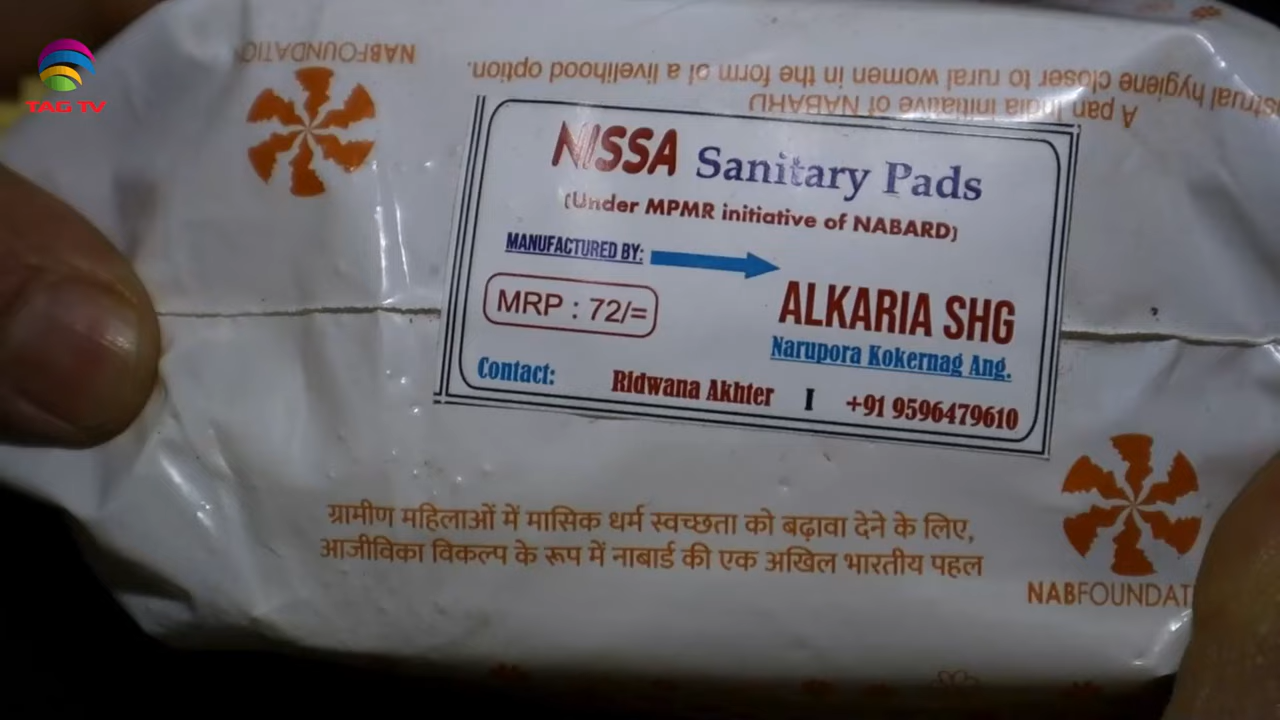 TAG TV
NABFOUNDATIO
A pan India initiative of NABARD
strual hygiene closer to rural women in the form of a livelihood option.
NISSA Sanitary Pads
(Under MPMR initiative of NABARD)
MANUFACTURED BY:
MRP : 72/=
ALKARIA SHG
Narupora Kokernag Ang.
Contact: Ridwana Akhter I +91 9596479610
ग्रामीण महिलाओं में मासिक धर्म स्वच्छता को बढ़ावा देने के लिए,
आजीविका विकल्प के रूप में नाबार्ड की एक अखिल भारतीय पहल
NABFOUNDAT